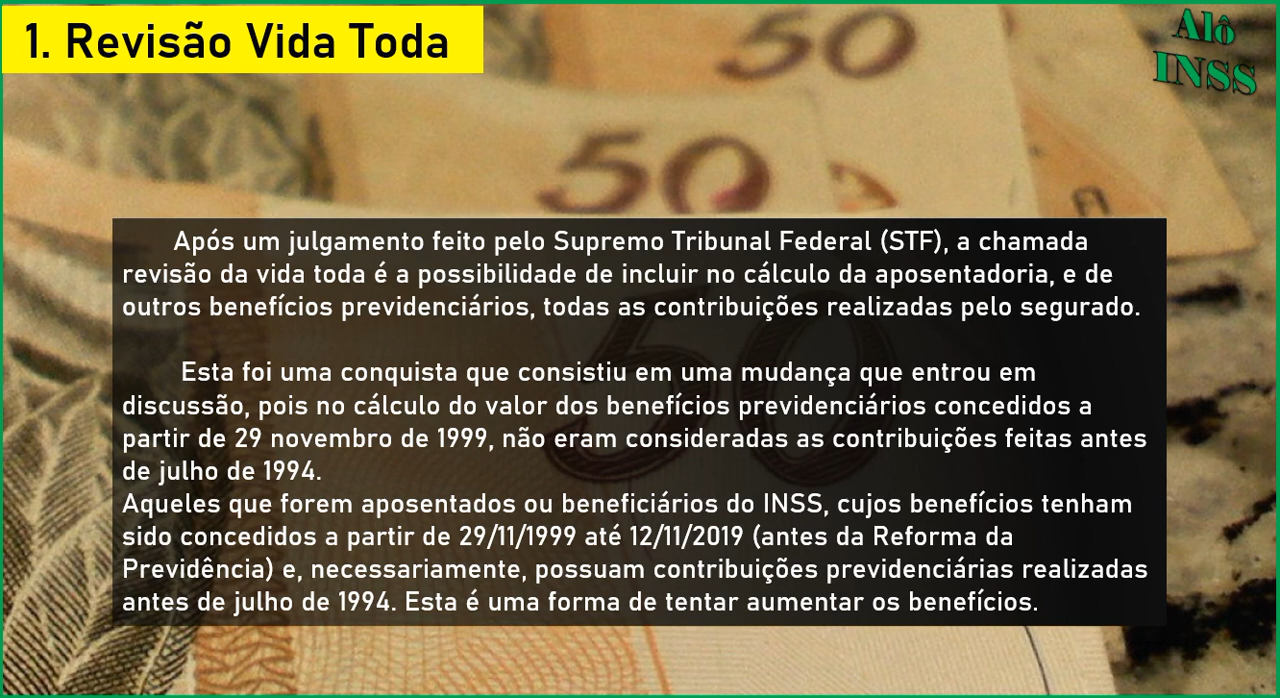 1. Revisão Vida Toda
Alô
INSS
50
50
Após um julgamento feito pelo Supremo Tribunal Federal (STF), a chamada
revisão da vida toda é a possibilidade de incluir no cálculo da aposentadoria, e de
outros benefícios previdenciários, todas as contribuições realizadas pelo segurado.
Esta foi uma conquista que consistiu em uma mudança que entrou em
discussão, pois no cálculo do valor dos benefícios previdenciários concedidos a
partir de 29 novembro de 1999, não eram consideradas as contribuições feitas antes
de julho de 1994.
Aqueles que forem aposentados ou beneficiários do INSS, cujos benefícios tenham
sido concedidos a partir de 29/11/1999 até 12/11/2019 (antes da Reforma da
Previdência) e, necessariamente, possuam contribuições previdenciárias realizadas
antes de julho de 1994. Esta é uma forma de tentar aumentar os benefícios.
50